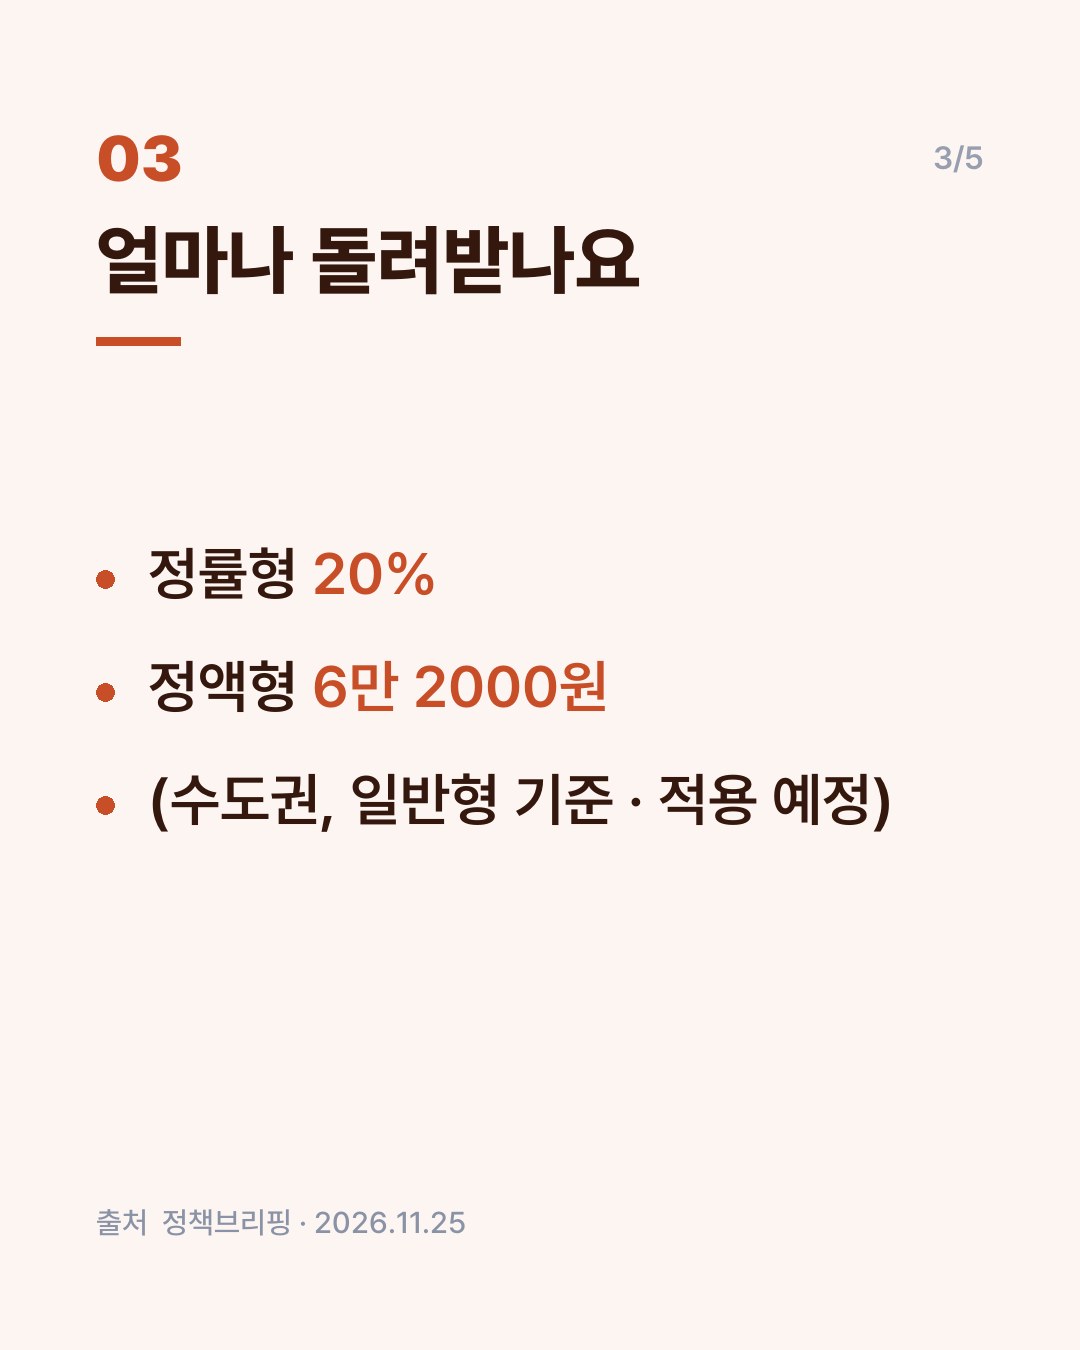 03
3/5
얼마나 돌려받나요
• 정률형 20%
• 정액형 6만 2000원
• (수도권, 일반형 기준 · 적용 예정)
출처 정책브리핑 · 2026.11.25